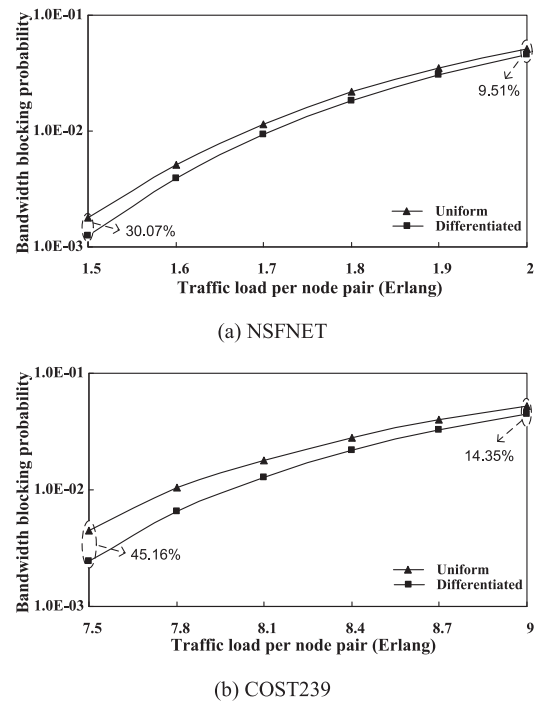 1.0E-01
Bandwidth blocking probability
9.51%
1.0E-02
Uniform
Differentiated
30.07%
1.0E-03
1.5 1.6 1.7 1.8 1.9 2
Traffic load per node pair (Erlang)
(a) NSFNET
1.0E-01
Bandwidth blocking probability
14.35%
1.0E-02
45.16%
Uniform
Differentiated
1.0E-03
7.5 7.8 8.1 8.4 8.7 9
Traffic load per node pair (Erlang)
(b) COST239